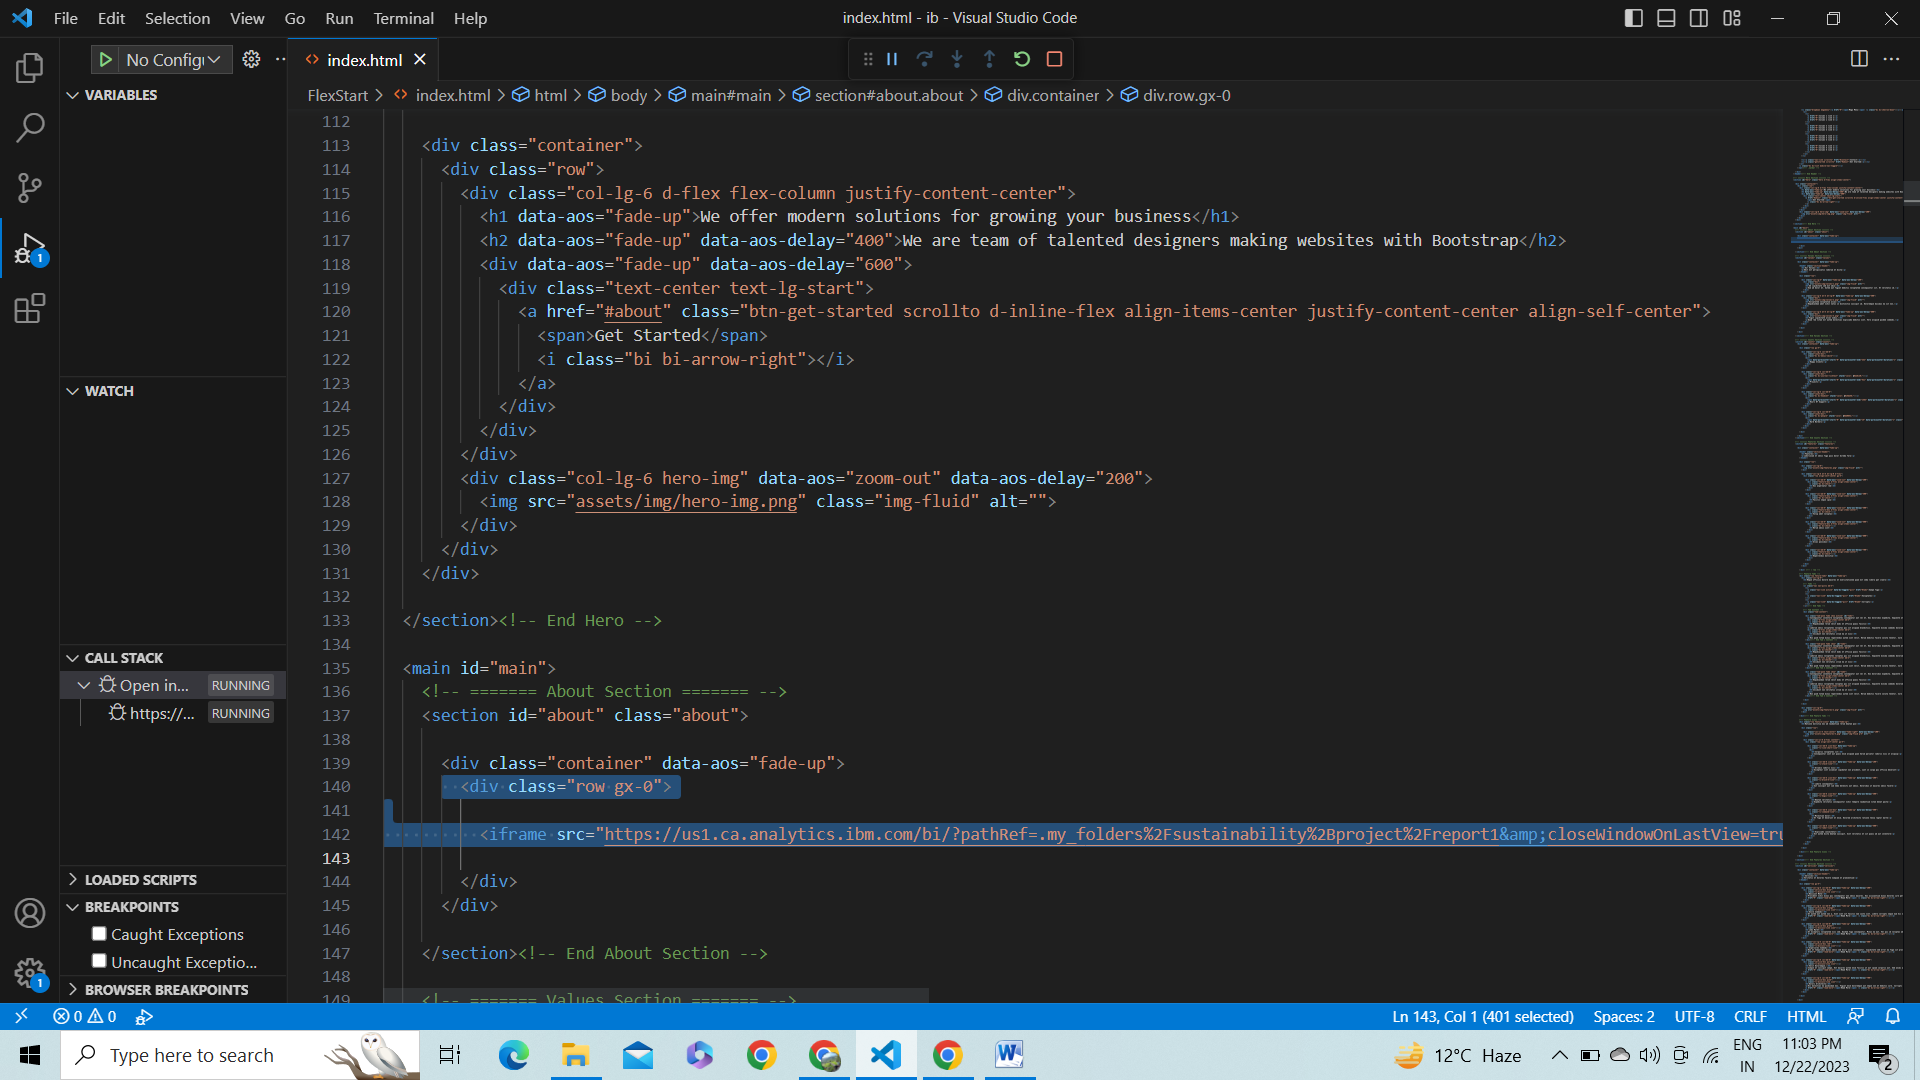 File Edit Selection View Go Run Terminal Help
index.html - ib - Visual Studio Code
No Config
index.html
FlexStart > index.html > html > body > main#main > section#about.about > div.container > div.row.gx-0
VARIABLES
WATCH
CALL STACK
Open in... RUNNING
https://... RUNNING
LOADED SCRIPTS
BREAKPOINTS
Caught Exceptions
Uncaught Exceptio...
BROWSER BREAKPOINTS
1
1
112
113 <div class="container">
114 <div class="row">
115 <div class="col-lg-6 d-flex flex-column justify-content-center">
116 <h1 data-aos="fade-up">We offer modern solutions for growing your business</h1>
117 <h2 data-aos="fade-up" data-aos-delay="400">We are team of talented designers making websites with Bootstrap</h2>
118 <div data-aos="fade-up" data-aos-delay="600">
119 <div class="text-center text-lg-start">
120 <a href="#about" class="btn-get-started scrollto d-inline-flex align-items-center justify-content-center align-self-center">
121 <span>Get Started</span>
122 <i class="bi bi-arrow-right"></i>
123 </a>
124 </div>
125 </div>
126 </div>
127 <div class="col-lg-6 hero-img" data-aos="zoom-out" data-aos-delay="200">
128 <img src="assets/img/hero-img.png" class="img-fluid" alt="">
129 </div>
130 </div>
131 </div>
132
133 </section><!-- End Hero -->
134
135 <main id="main">
136 <!-- ======= About Section ======= -->
137 <section id="about" class="about">
138
139 <div class="container" data-aos="fade-up">
140 <div class="row gx-0">
141
142 <iframe src="https://us1.ca.analytics.ibm.com/bi/?pathRef=.my_folders%2Fsustainability%2Bproject%2Freport1&amp;closeWindowOnLastView=tru
143
144 </div>
145 </div>
146
147 </section><!-- End About Section -->
148
149 <!-- ======= Values Section ======= -->
0 0
Ln 143, Col 1 (401 selected) Spaces: 2 UTF-8 CRLF HTML
Type here to search
12°C Haze
ENG
IN
11:03 PM
12/22/2023
2